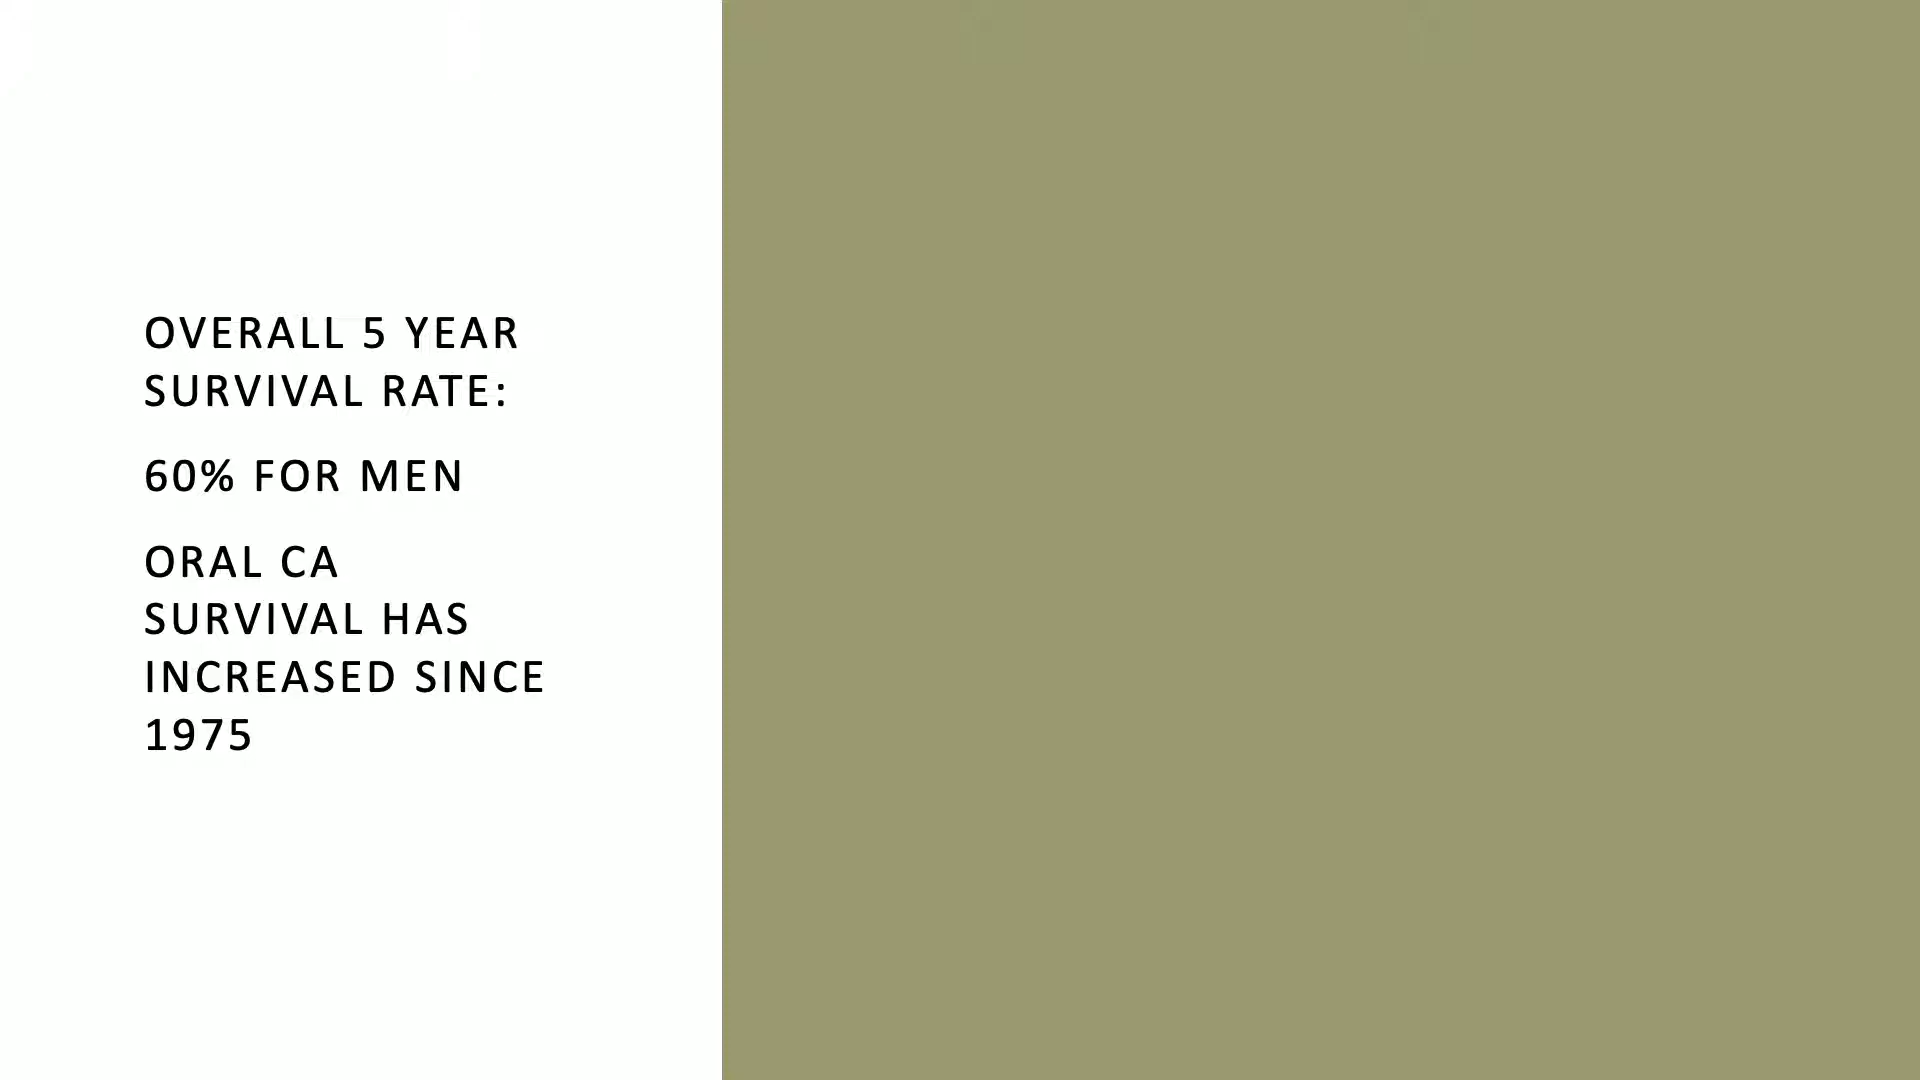 OVERALL 5 YEAR
SURVIVAL RATE:
60% FOR MEN
ORAL CA
SURVIVAL HAS
INCREASED SINCE
1975